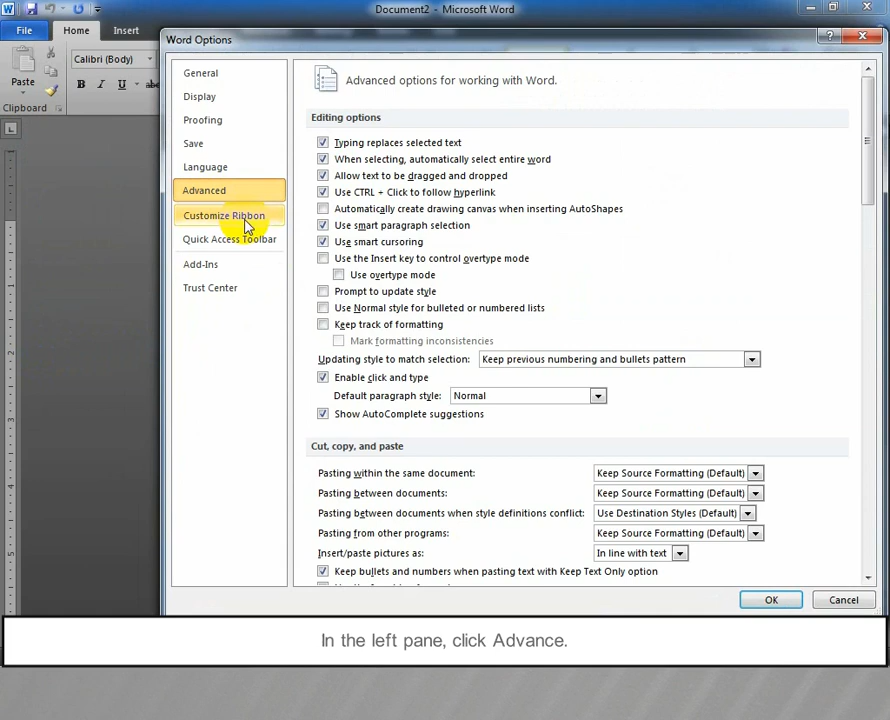 Document2 - Microsoft Word
File Home Insert
Word Options
Calibri (Body)
Paste
B I U abc
Clipboard
General
Display
Proofing
Save
Language
Advanced
Customize Ribbon
Quick Access Toolbar
Add-Ins
Trust Center
Advanced options for working with Word.
Editing options
Typing replaces selected text
When selecting, automatically select entire word
Allow text to be dragged and dropped
Use CTRL + Click to follow hyperlink
Automatically create drawing canvas when inserting AutoShapes
Use smart paragraph selection
Use smart cursoring
Use the Insert key to control overtype mode
Use overtype mode
Prompt to update style
Use Normal style for bulleted or numbered lists
Keep track of formatting
Mark formatting inconsistencies
Updating style to match selection: Keep previous numbering and bullets pattern
Enable click and type
Default paragraph style: Normal
Show AutoComplete suggestions
Cut, copy, and paste
Pasting within the same document: Keep Source Formatting (Default)
Pasting between documents: Keep Source Formatting (Default)
Pasting between documents when style definitions conflict: Use Destination Styles (Default)
Pasting from other programs: Keep Source Formatting (Default)
Insert/paste pictures as: In line with text
Keep bullets and numbers when pasting text with Keep Text Only option
OK Cancel
In the left pane, click Advance.